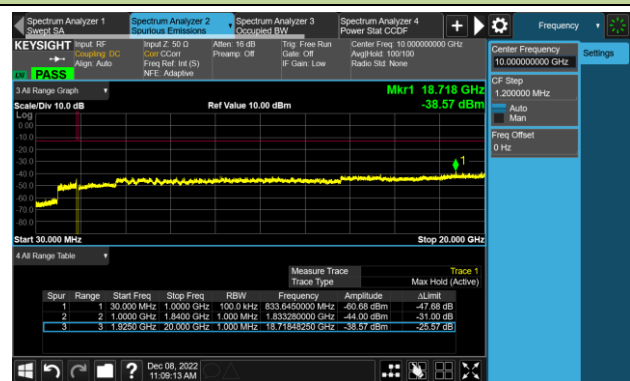 Spectrum Analyzer 1
Swept SA
Spectrum Analyzer 2
Spurious Emissions
Spectrum Analyzer 3
Occupied BW
Spectrum Analyzer 4
Power Stat CCDF
+
Frequency
KEYSIGHT
Input: RF
Coupling: DC
Align: Auto
Input Z: 50 Ω
Corr CCorr
Freq Ref: Int (S)
NFE: Adaptive
Atten: 16 dB
Preamp: Off
Trig: Free Run
Gate: Off
IF Gain: Low
Center Freq: 10.000000000 GHz
Avg|Hold: 100/100
Radio Std: None
PASS
3 All Range Graph
Mkr1 18.718 GHz
-38.57 dBm
Scale/Div 10.0 dB
Ref Value 10.00 dBm
Log
0.00
-10.0
-20.0
-30.0
-40.0
-50.0
-60.0
-70.0
-80.0
1
Start 30.000 MHz
Stop 20.000 GHz
4 All Range Table
Measure Trace Trace 1
Trace Type Max Hold (Active)
Spur Range Start Freq Stop Freq RBW Frequency Amplitude ΔLimit
1 1 30.000 MHz 1.0000 GHz 100.0 kHz 833.6450000 MHz -60.68 dBm -47.68 dB
2 2 1.0000 GHz 1.8400 GHz 1.000 MHz 1.833280000 GHz -44.00 dBm -31.00 dB
3 3 1.9250 GHz 20.000 GHz 1.000 MHz 18.71848250 GHz -38.57 dBm -25.57 dB
?
Dec 08, 2022
11:09:13 AM
Center Frequency
10.000000000 GHz
Settings
CF Step
1.200000 MHz
Auto
Man
Freq Offset
0 Hz